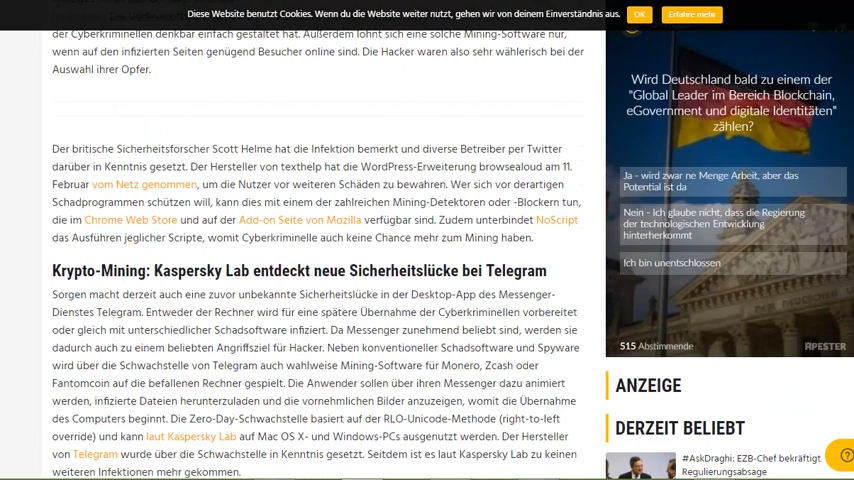 Diese Website benutzt Cookies. Wenn du die Website weiter nutzt, gehen wir von deinem Einverständnis aus.
OK
Erfahre mehr
der Cyberkriminellen denkbar einfach gestaltet hat. Außerdem lohnt sich eine solche Mining-Software nur,
wenn auf den infizierten Seiten genügend Besucher online sind. Die Hacker waren also sehr wählerisch bei der
Auswahl ihrer Opfer.
Der britische Sicherheitsforscher Scott Helme hat die Infektion bemerkt und diverse Betreiber per Twitter
darüber in Kenntnis gesetzt. Der Hersteller von texthelp hat die WordPress-Erweiterung browsealoud am 11.
Februar vom Netz genommen, um die Nutzer vor weiteren Schäden zu bewahren. Wer sich vor derartigen
Schadprogrammen schützen will, kann dies mit einem der zahlreichen Mining-Detektoren oder -Blockern tun,
die im Chrome Web Store und auf der Add-on Seite von Mozilla verfügbar sind. Zudem unterbindet NoScript
das Ausführen jeglicher Scripte, womit Cyberkriminelle auch keine Chance mehr zum Mining haben.
Krypto-Mining: Kaspersky Lab entdeckt neue Sicherheitslücke bei Telegram
Sorgen macht derzeit auch eine zuvor unbekannte Sicherheitslücke in der Desktop-App des Messenger-
Dienstes Telegram. Entweder der Rechner wird für eine spätere Übernahme der Cyberkriminellen vorbereitet
oder gleich mit unterschiedlicher Schadsoftware infiziert. Da Messenger zunehmend beliebt sind, werden sie
dadurch auch zu einem beliebten Angriffsziel für Hacker. Neben konventioneller Schadsoftware und Spyware
wird über die Schwachstelle von Telegram auch wahlweise Mining-Software für Monero, Zcash oder
Fantomcoin auf die befallenen Rechner gespielt. Die Anwender sollen über ihren Messenger dazu animiert
werden, infizierte Dateien herunterzuladen und die vornehmlichen Bilder anzuzeigen, womit die Übernahme
des Computers beginnt. Die Zero-Day-Schwachstelle basiert auf der RLO-Unicode-Methode (right-to-left
override) und kann laut Kaspersky Lab auf Mac OS X- und Windows-PCs ausgenutzt werden. Der Hersteller
von Telegram wurde über die Schwachstelle in Kenntnis gesetzt. Seitdem ist es laut Kaspersky Lab zu keinen
weiteren Infektionen mehr gekommen.
Wird Deutschland bald zu einem der
"Global Leader im Bereich Blockchain,
eGovernment und digitale Identitäten"
zählen?
Ja - wird zwar ne Menge Arbeit, aber das
Potential ist da
Nein - Ich glaube nicht, dass die Regierung
der technologischen Entwicklung
hinterherkommt
Ich bin unentschlossen
515 Abstimmende
APESTER
ANZEIGE
DERZEIT BELIEBT
#AskDraghi: EZB-Chef bekräftigt
Regulierungsabsage